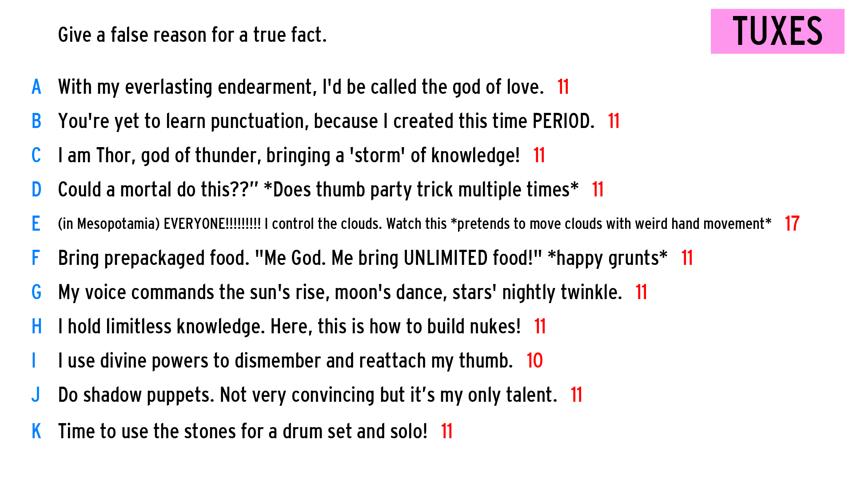 Give a false reason for a true fact.
TUXES
A With my everlasting endearment, I'd be called the god of love. 11
B You're yet to learn punctuation, because I created this time PERIOD. 11
C I am Thor, god of thunder, bringing a 'storm' of knowledge! 11
D Could a mortal do this??” *Does thumb party trick multiple times* 11
E (in Mesopotamia) EVERYONE!!!!!!!!! I control the clouds. Watch this *pretends to move clouds with weird hand movement* 17
F Bring prepackaged food. "Me God. Me bring UNLIMITED food!" *happy grunts* 11
G My voice commands the sun's rise, moon's dance, stars' nightly twinkle. 11
H I hold limitless knowledge. Here, this is how to build nukes! 11
I I use divine powers to dismember and reattach my thumb. 10
J Do shadow puppets. Not very convincing but it’s my only talent. 11
K Time to use the stones for a drum set and solo! 11